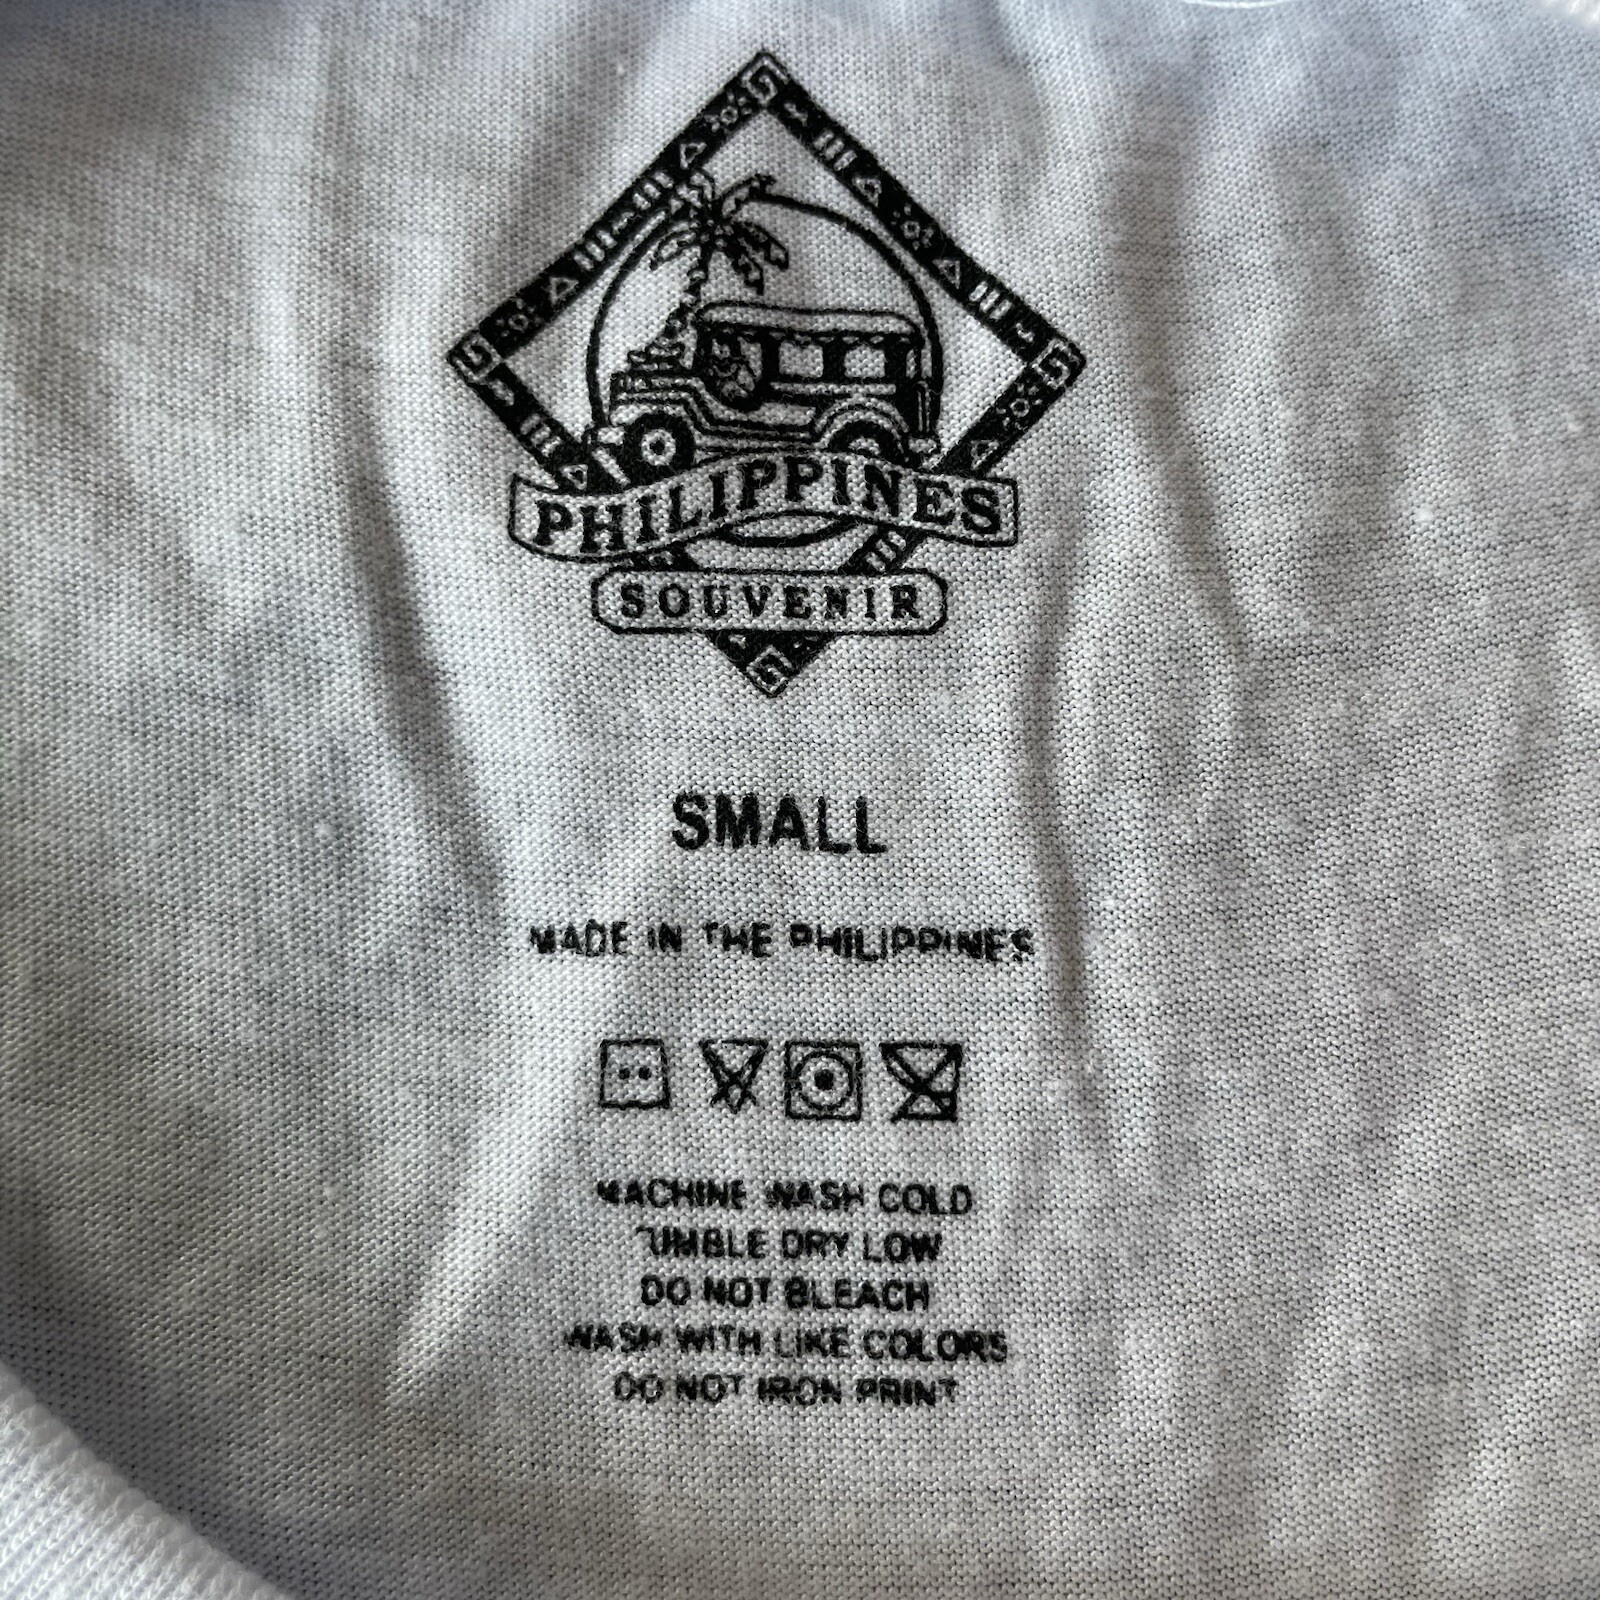 PHILIPPINES
SOUVENIR
SMALL
MADE IN THE PHILIPPINES
MACHINE WASH COLD
TUMBLE DRY LOW
DO NOT BLEACH
WASH WITH LIKE COLORS
DO NOT IRON PRINT